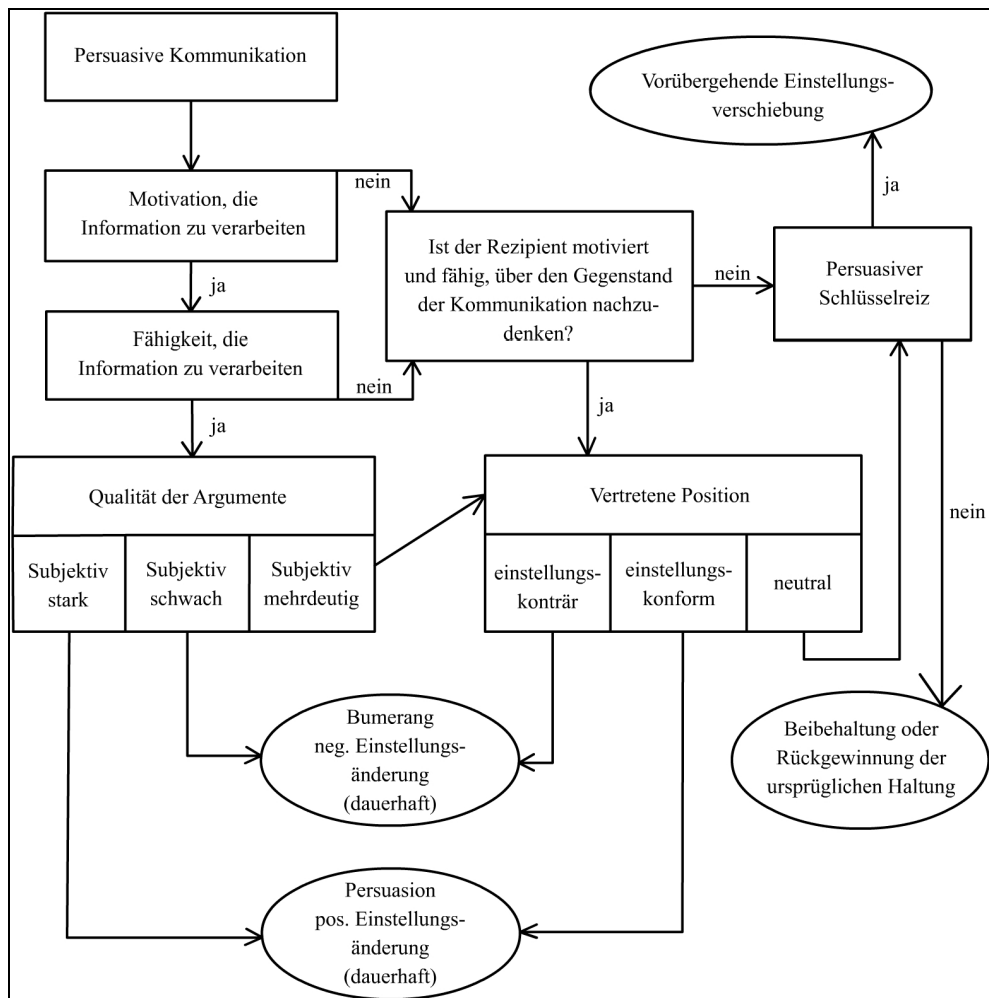 Persuasive Kommunikation
Vorübergehende Einstellungs-
verschiebung
ja
nein
Motivation, die
Information zu verarbeiten
Ist der Rezipient motiviert
und fähig, über den Gegenstand
der Kommunikation nachzu-
denken?
nein
Persuasiver
Schlüsselreiz
ja
Fähigkeit, die
Information zu verarbeiten
nein
ja
ja
Qualität der Argumente
Subjektiv
stark
Subjektiv
schwach
Subjektiv
mehrdeutig
Vertretene Position
einstellungs-
konträr
einstellungs-
konform
neutral
nein
Bumerang
neg. Einstellungs-
änderung
(dauerhaft)
Beibehaltung oder
Rückgewinnung der
ursprüglichen Haltung
Persuasion
pos. Einstellungs-
änderung
(dauerhaft)